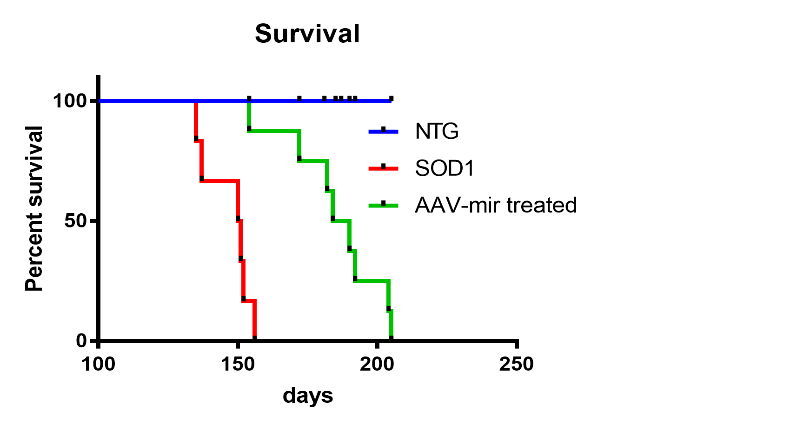 Survival
Percent survival
100
50
0
100 150 200 250
days
NTG
SOD1
AAV-mir treated